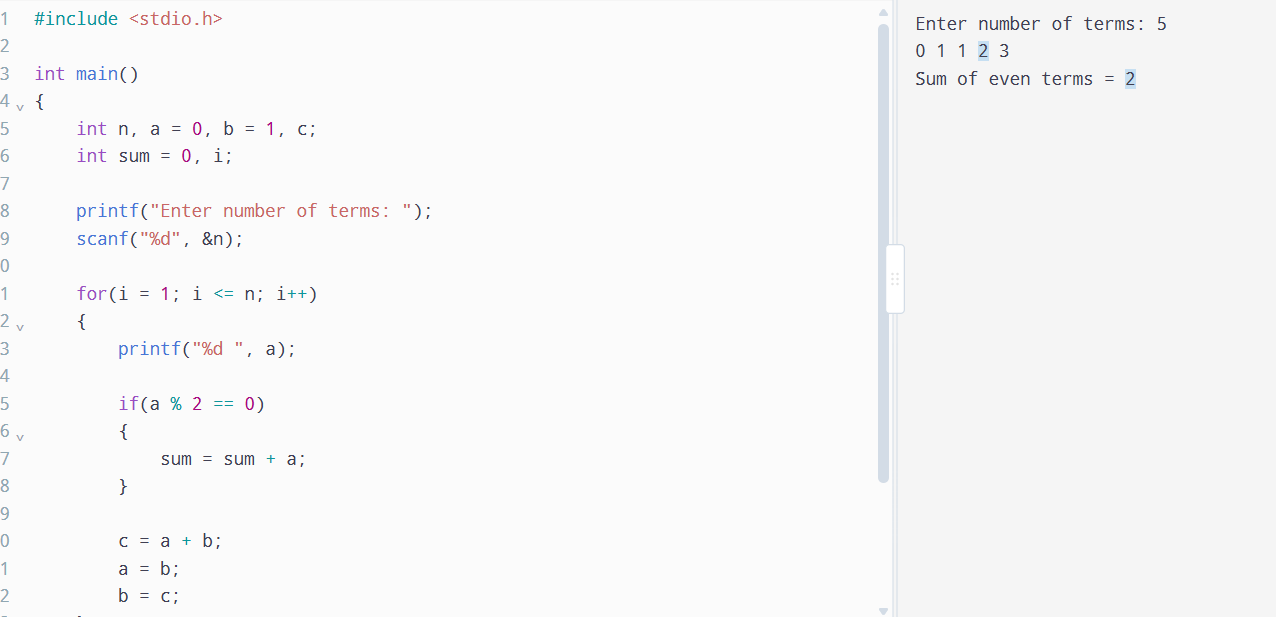 1 #include <stdio.h>
2
3 int main()
4 {
5 int n, a = 0, b = 1, c;
6 int sum = 0, i;
7
8 printf("Enter number of terms: ");
9 scanf("%d", &n);
0
1 for(i = 1; i <= n; i++)
2 {
3 printf("%d ", a);
4
5 if(a % 2 == 0)
6 {
7 sum = sum + a;
8 }
9
0 c = a + b;
1 a = b;
2 b = c;
Enter number of terms: 5
0 1 1 2 3
Sum of even terms = 2